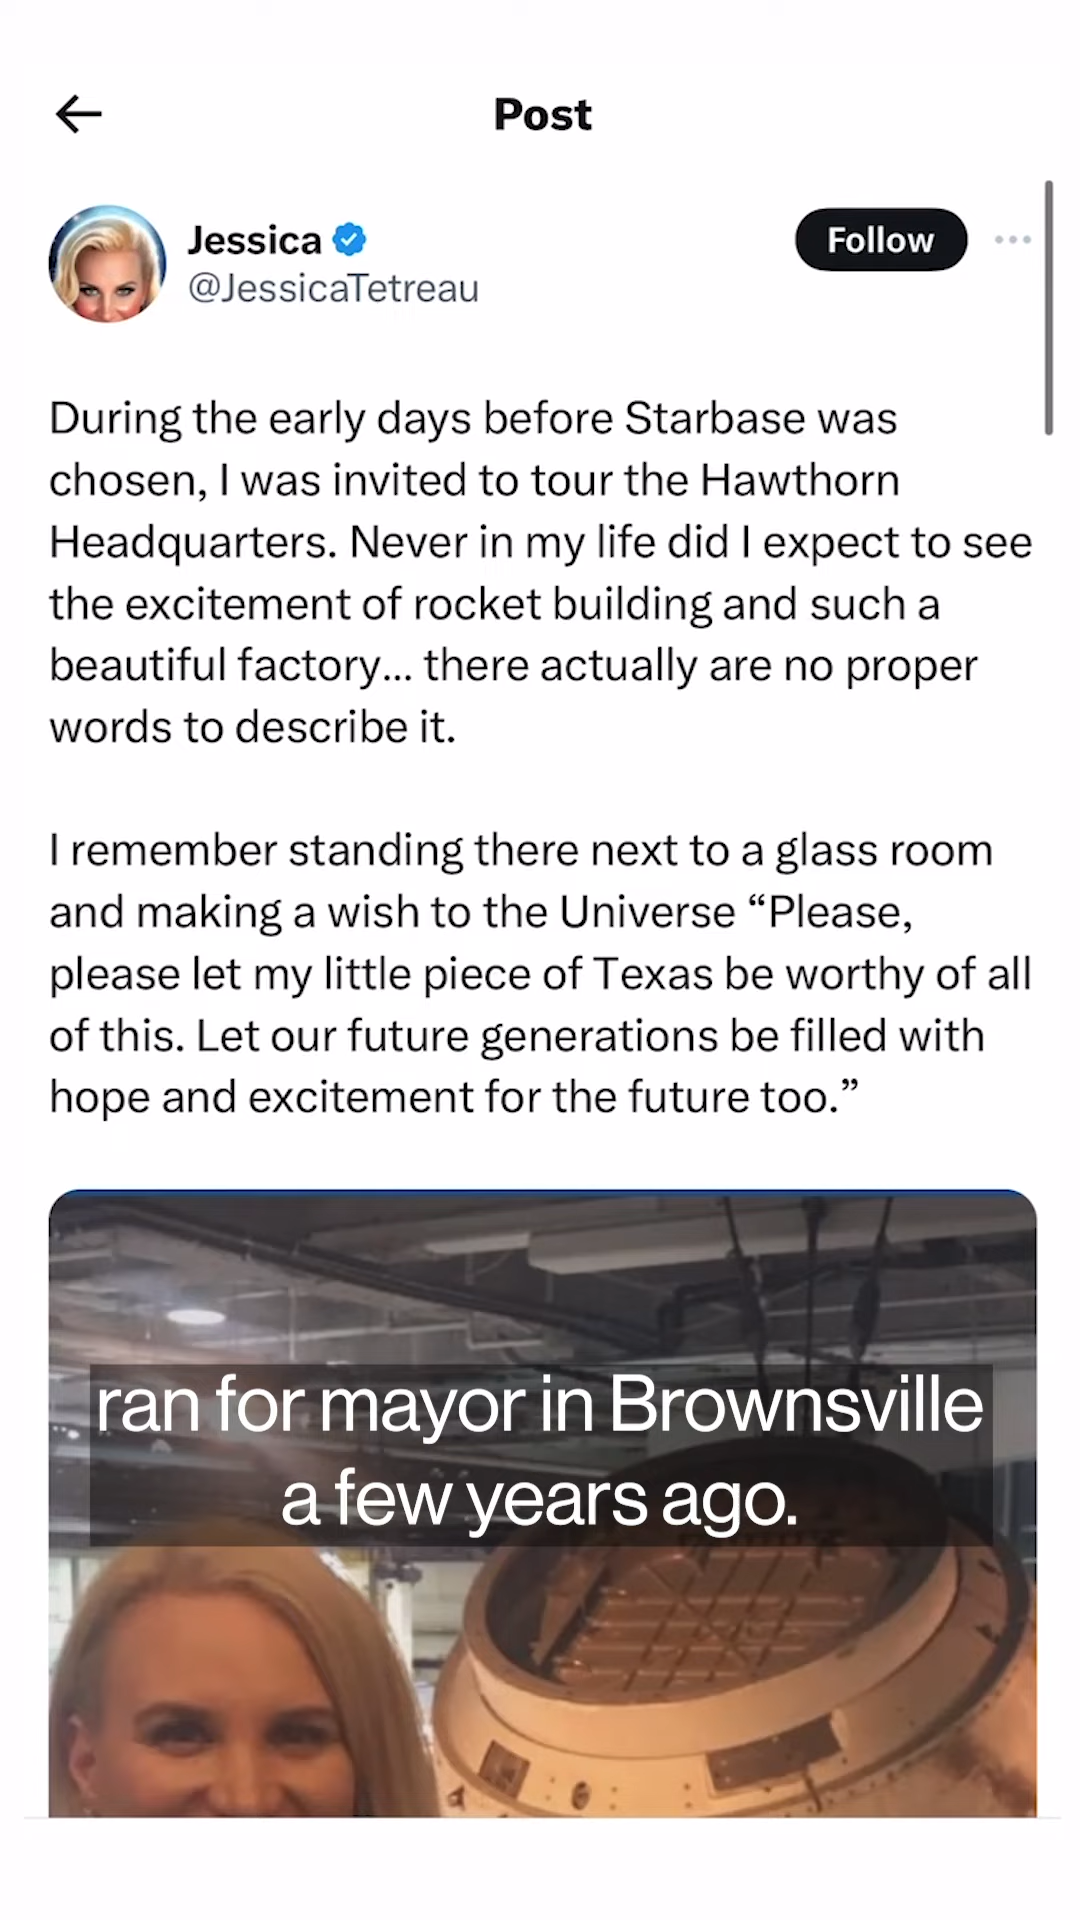 Post
Jessica
Follow
@JessicaTetreau
During the early days before Starbase was
chosen, I was invited to tour the Hawthorn
Headquarters. Never in my life did I expect to see
the excitement of rocket building and such a
beautiful factory... there actually are no proper
words to describe it.
I remember standing there next to a glass room
and making a wish to the Universe “Please,
please let my little piece of Texas be worthy of all
of this. Let our future generations be filled with
hope and excitement for the future too.”
ran for mayor in Brownsville
a few years ago.